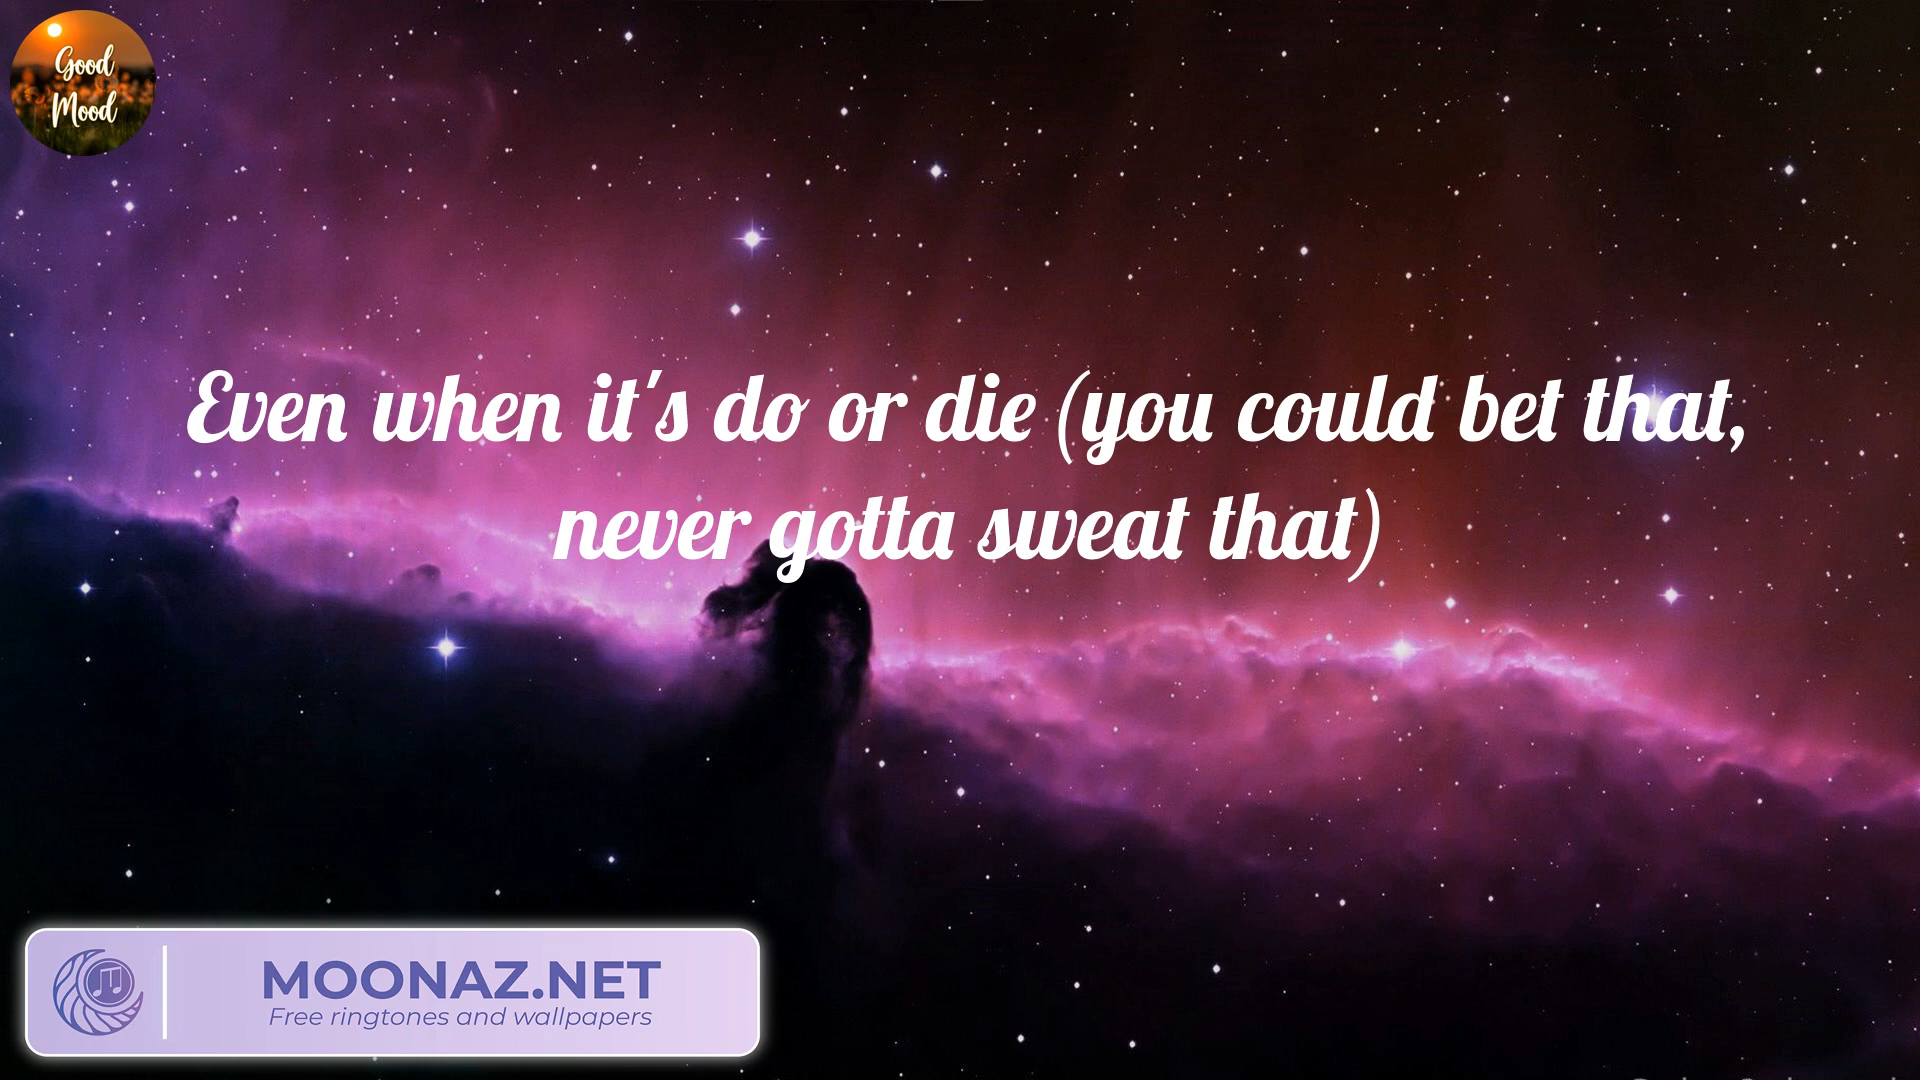 Good
Mood
Even when it's do or die (you could bet that,
never gotta sweat that)
MOONAZ.NET
Free ringtones and wallpapers